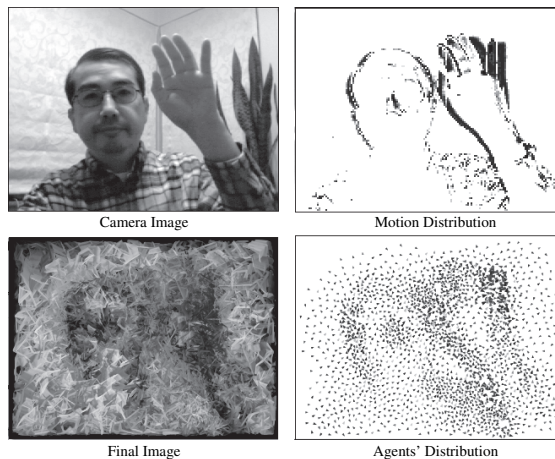 Camera Image
Motion Distribution
Final Image
Agents' Distribution